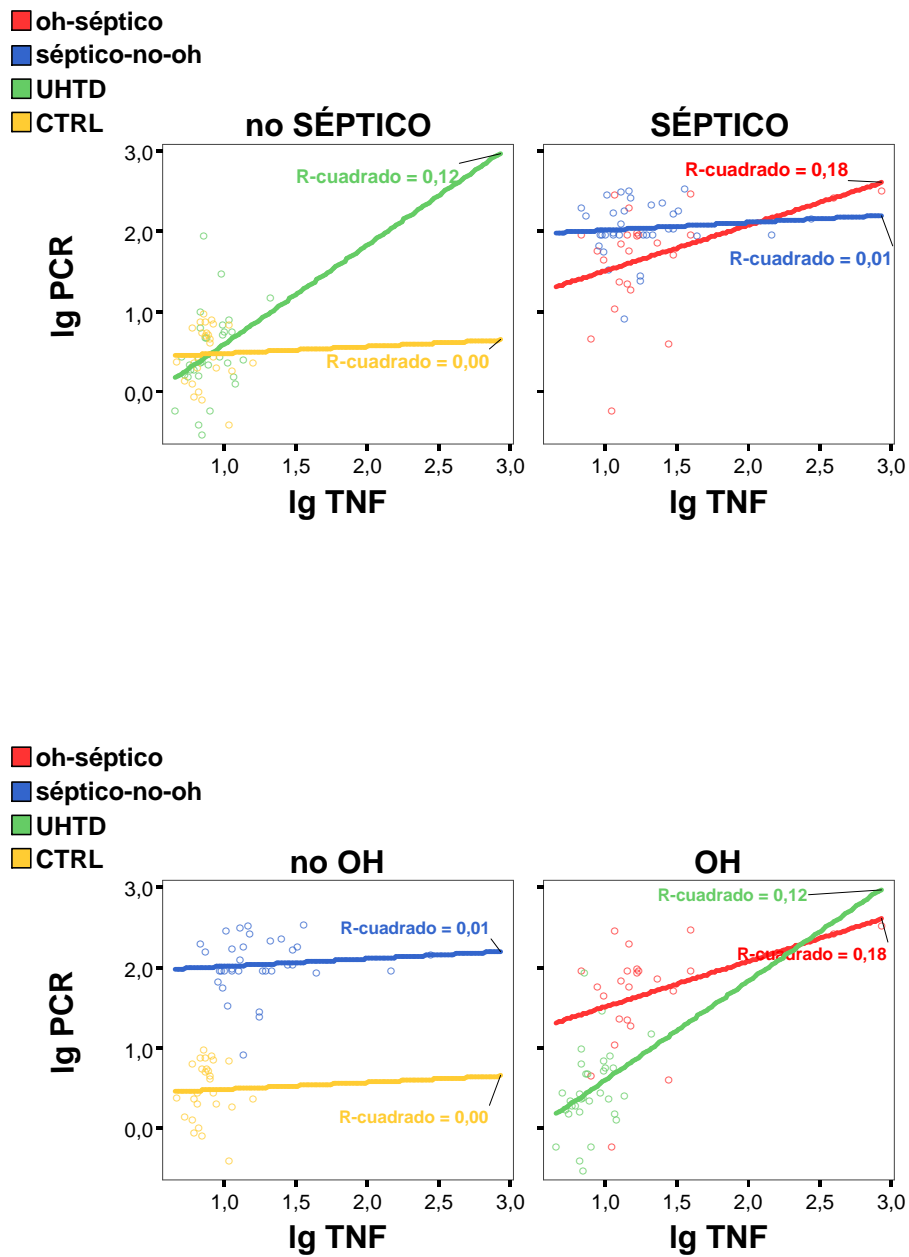 oh-séptico
séptico-no-oh
UHTD
CTRL
no SÉPTICO
SÉPTICO
lg PCR
3,0
2,0
1,0
0,0
R-cuadrado = 0,12
R-cuadrado = 0,00
R-cuadrado = 0,18
R-cuadrado = 0,01
1,0 1,5 2,0 2,5 3,0
1,0 1,5 2,0 2,5 3,0
lg TNF
lg TNF
oh-séptico
séptico-no-oh
UHTD
CTRL
no OH
OH
lg PCR
3,0
2,0
1,0
0,0
R-cuadrado = 0,01
R-cuadrado = 0,00
R-cuadrado = 0,12
R-cuadrado = 0,18
1,0 1,5 2,0 2,5 3,0
1,0 1,5 2,0 2,5 3,0
lg TNF
lg TNF